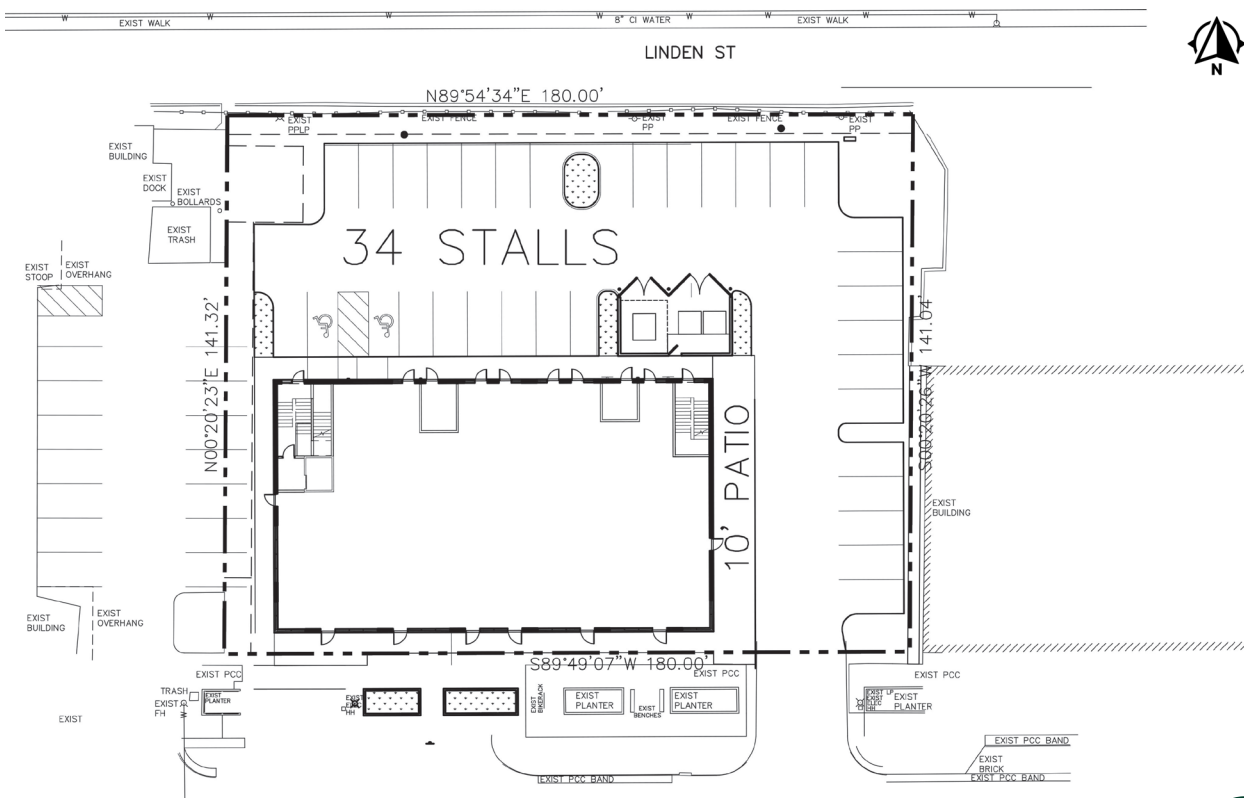 W
W
W
W
W
W
W
EXIST WALK
8" CI WATER
EXIST WALK
LINDEN ST
N
N89°54'34"E 180.00'
EXIST
PPLP
EXIST FENCE
EXIST
PP
EXIST FENCE
EXIST
PP
EXIST
BUILDING
EXIST
DOCK
EXIST
BOLLARDS
EXIST
TRASH
34 STALLS
EXIST
STOOP
EXIST
OVERHANG
N00°20'23"E 141.32'
S00°20'26"W 141.04'
10' PATIO
EXIST
BUILDING
EXIST
BUILDING
EXIST
OVERHANG
S89°49'07"W 180.00'
EXIST PCC
EXIST PCC
EXIST PCC
TRASH
EXIST
FH
W
EXIST
PLANTER
EXIST
ELEC
HH
EXIST
BIKERACK
EXIST
PLANTER
EXIST
BENCHES
EXIST
PLANTER
EXIST LP
EXIST
ELEC
HH
EXIST
PLANTER
EXIST
EXIST PCC BAND
EXIST
BRICK
EXIST PCC BAND
EXIST PCC BAND